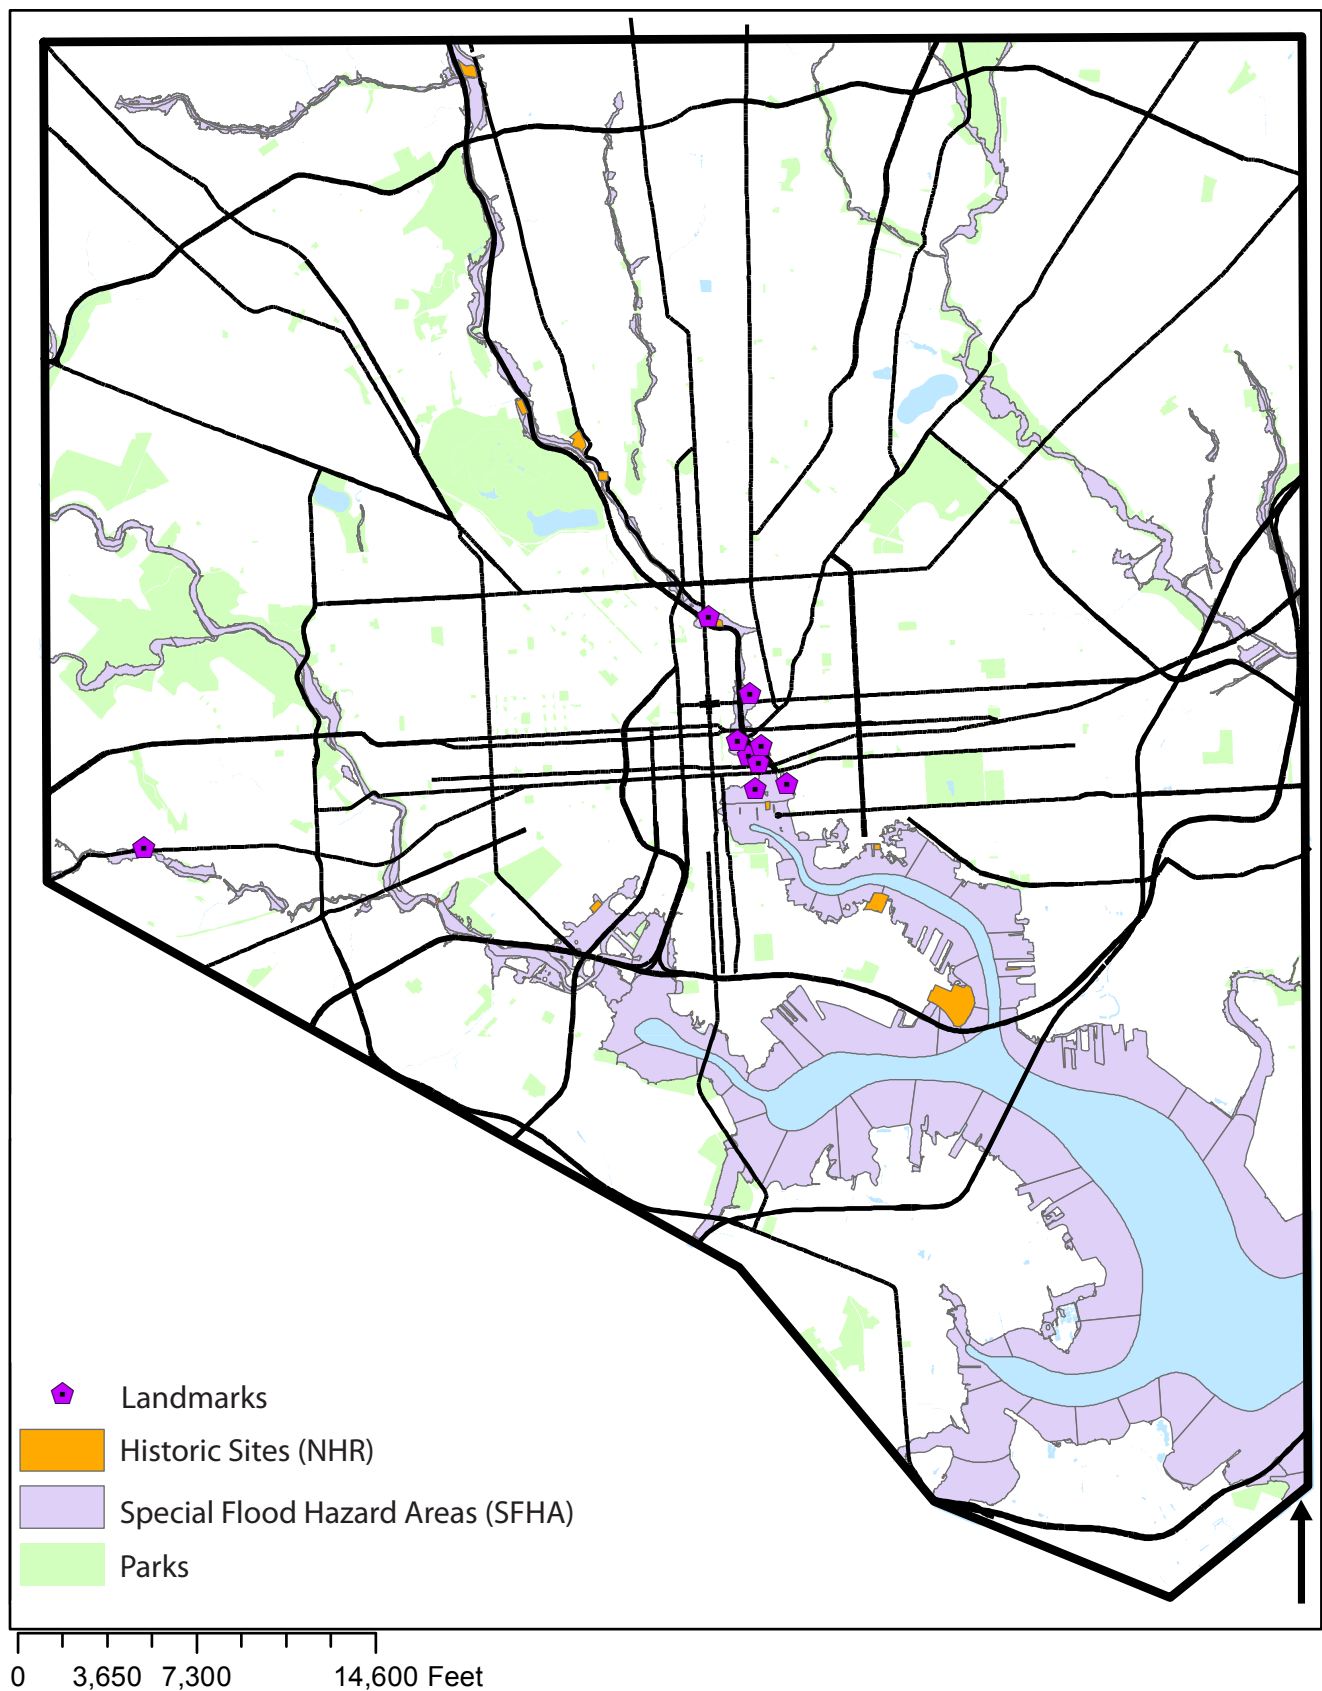 Landmarks
Historic Sites (NHR)
Special Flood Hazard Areas (SFHA)
Parks
0 3,650 7,300 14,600 Feet